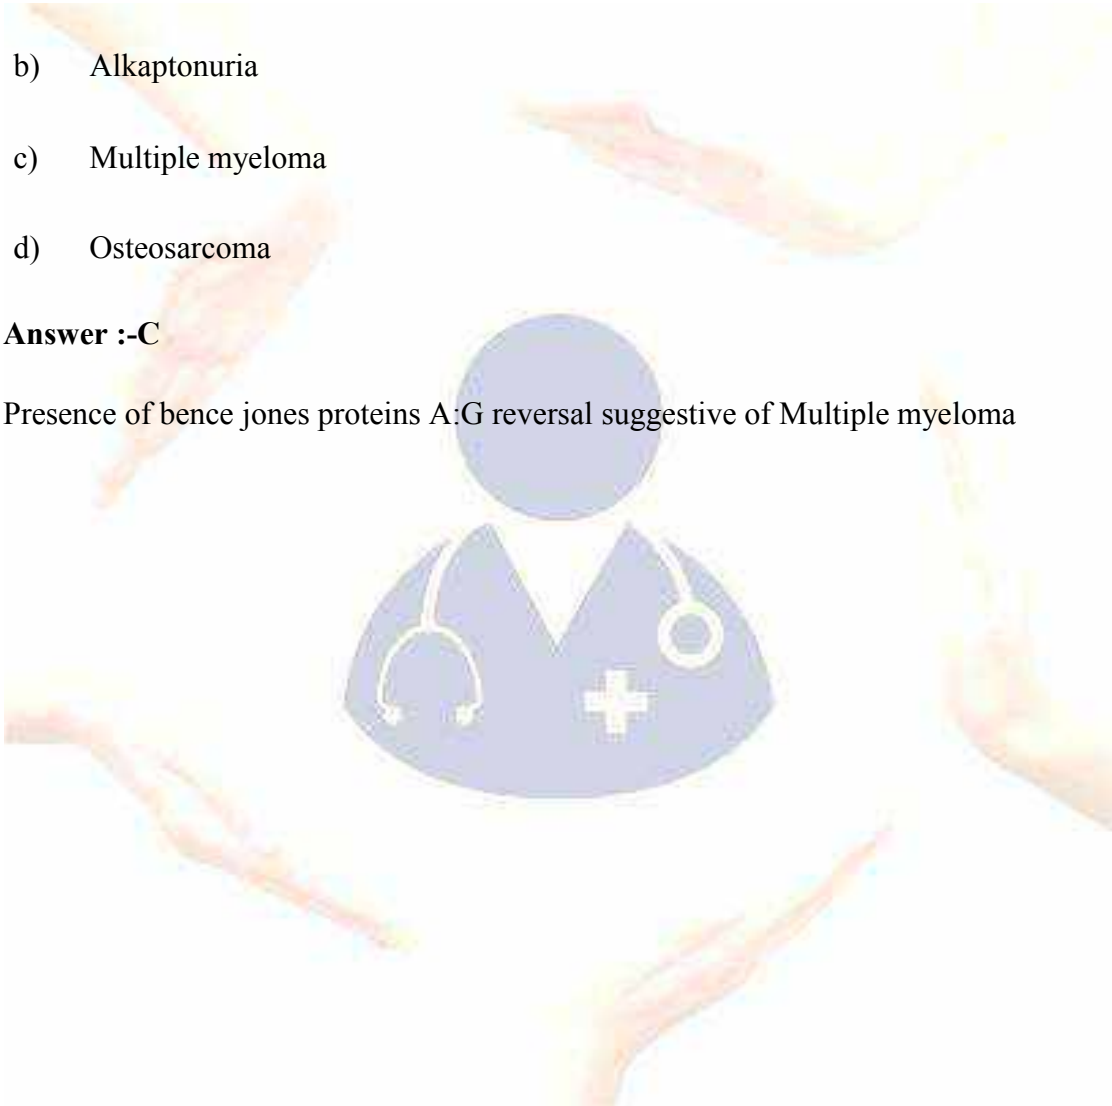 b) Alkaptonuria
c) Multiple myeloma
d) Osteosarcoma
Answer :-C
Presence of bence jones proteins A:G reversal suggestive of Multiple myeloma